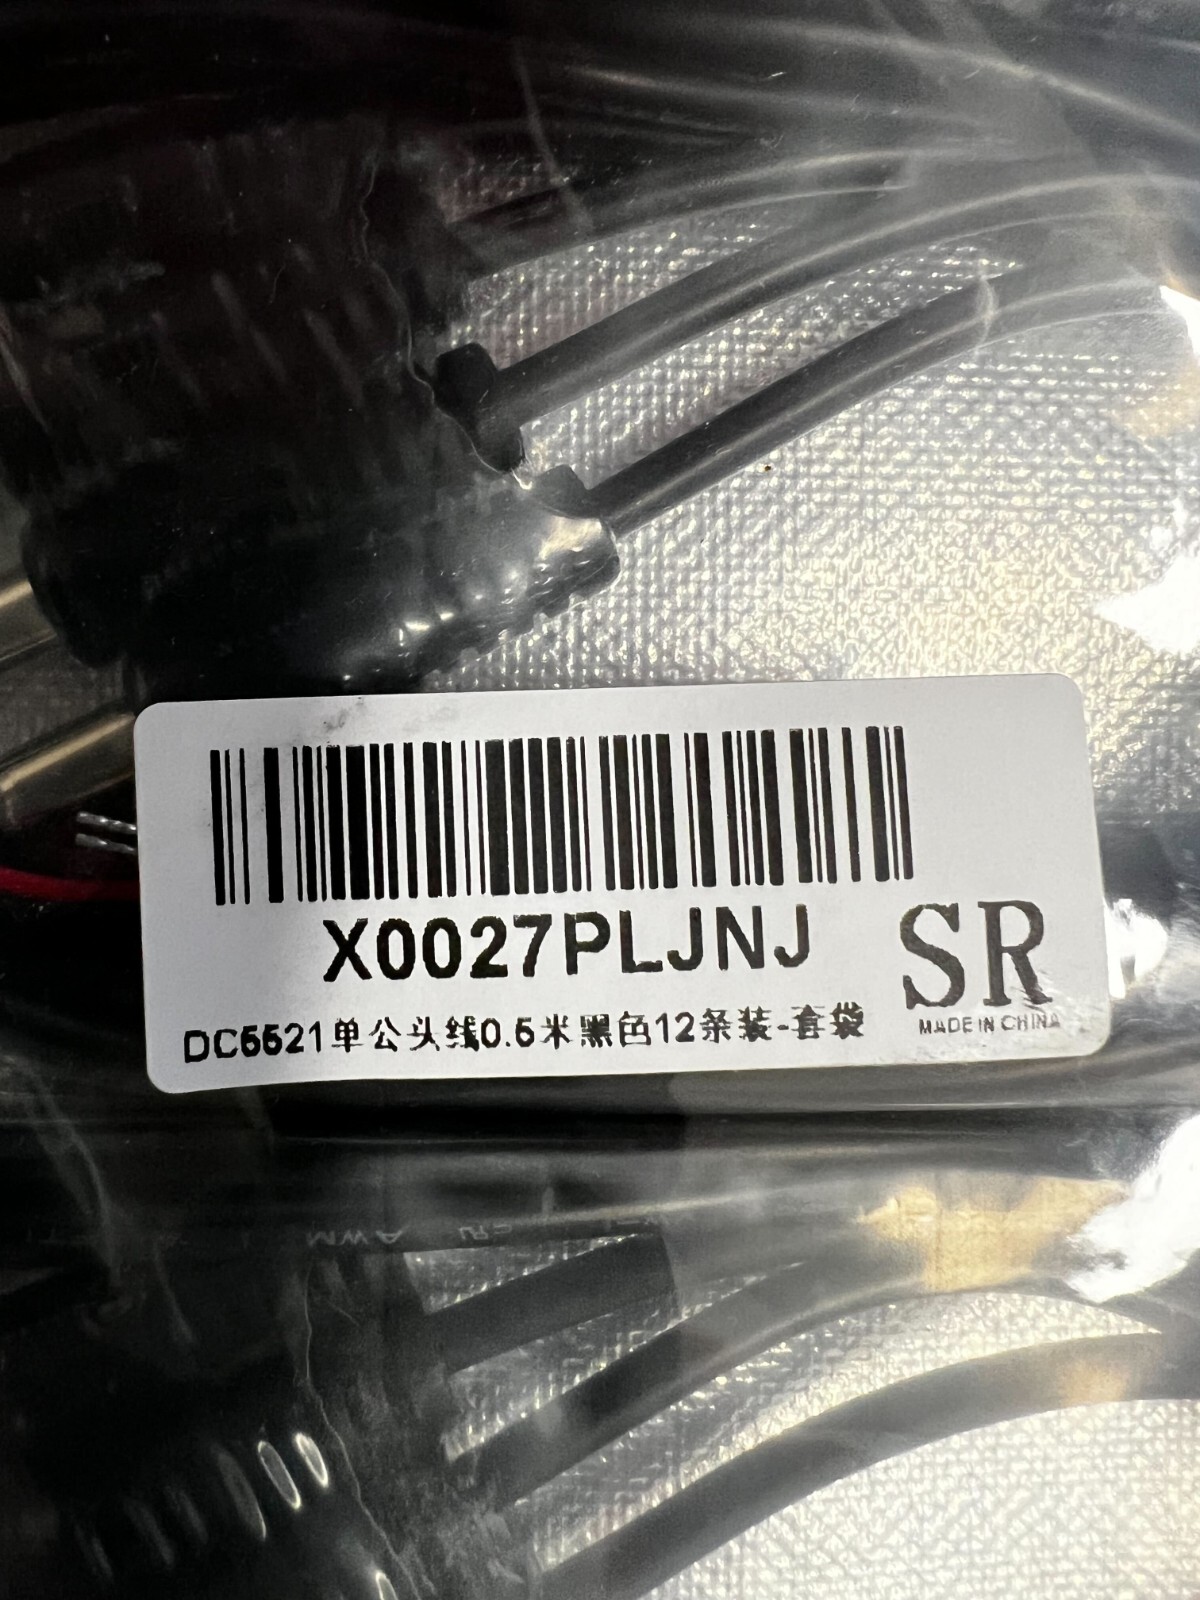 X0027PLJNJ
SR
MADE IN CHINA
DC5521单公头线0.5米黑色12条装-套袋
AWM